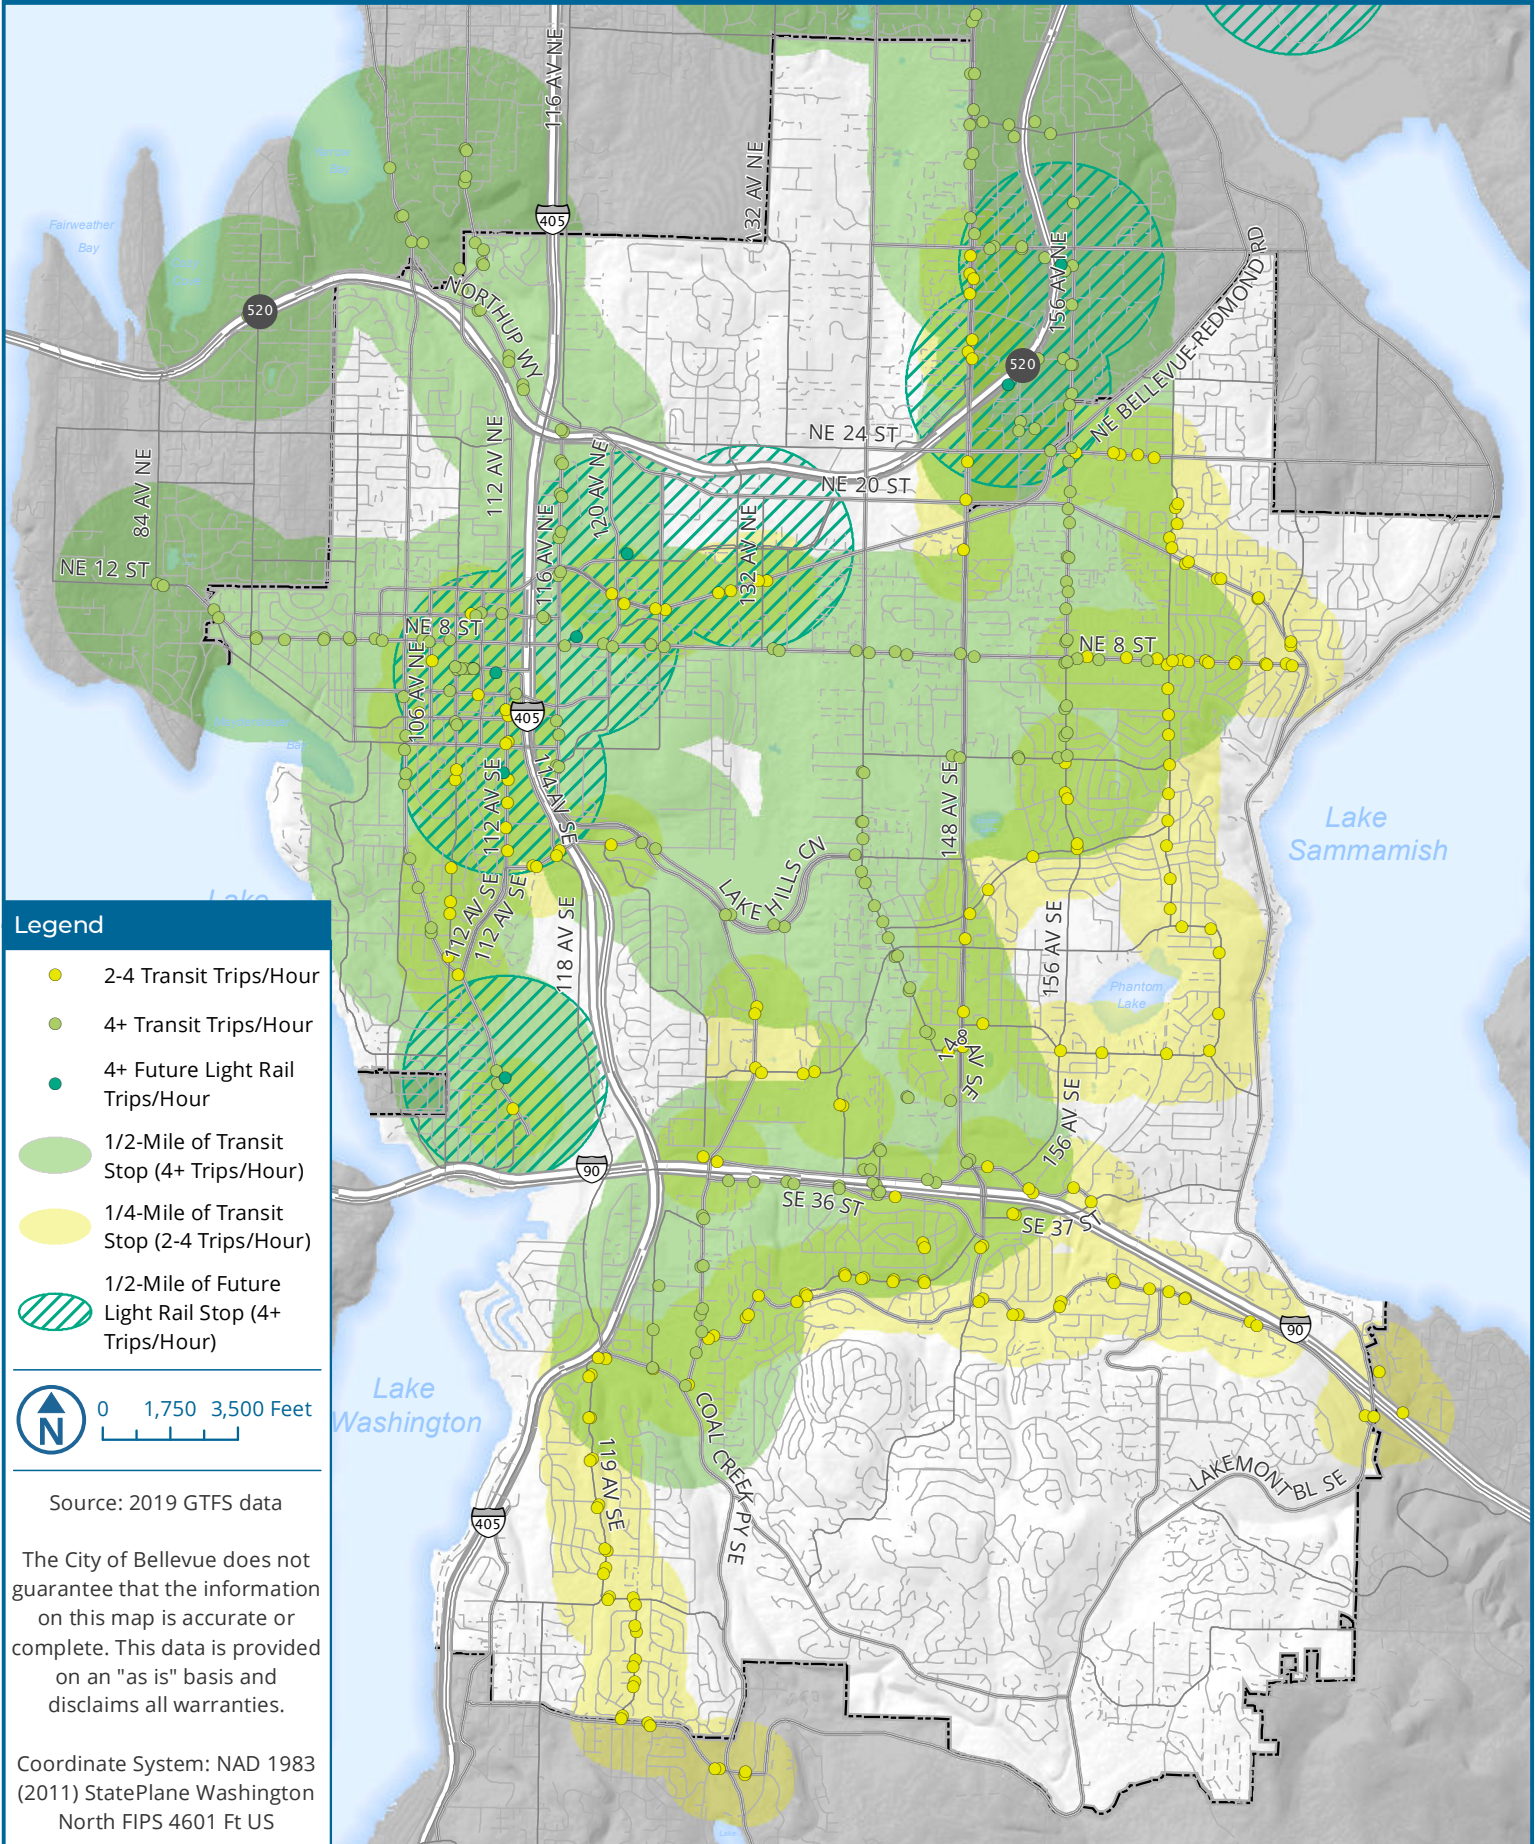 116 AV NE
405
132 AV NE
Fairweather
Bay
520
NORTHUP WY
156 AV NE
520
NE BELLEVUE-REDMOND RD
112 AV NE
NE 24 ST
84 AV NE
120 AV NE
NE 20 ST
116 AV NE
132 AV NE
NE 12 ST
NE 8 ST
NE 8 ST
106 AV NE
405
Bay
114 AV SE
112 AV SE
148 AV SE
Lake
Sammamish
LAKE HILLS CN
Lake
112 AV SE
112 AV SE
118 AV SE
156 AV SE
Phantom
Lake
148 AV SE
156 AV SE
90
SE 36 ST
SE 37 ST
90
Lake
Washington
COAL CREEK PY SE
119 AV SE
LAKEMONT BL SE
405
Lake
Legend
2-4 Transit Trips/Hour
4+ Transit Trips/Hour
4+ Future Light Rail
Trips/Hour
1/2-Mile of Transit
Stop (4+ Trips/Hour)
1/4-Mile of Transit
Stop (2-4 Trips/Hour)
1/2-Mile of Future
Light Rail Stop (4+
Trips/Hour)
N
0 1,750 3,500 Feet
Source: 2019 GTFS data
The City of Bellevue does not
guarantee that the information
on this map is accurate or
complete. This data is provided
on an "as is" basis and
disclaims all warranties.
Coordinate System: NAD 1983
(2011) StatePlane Washington
North FIPS 4601 Ft US